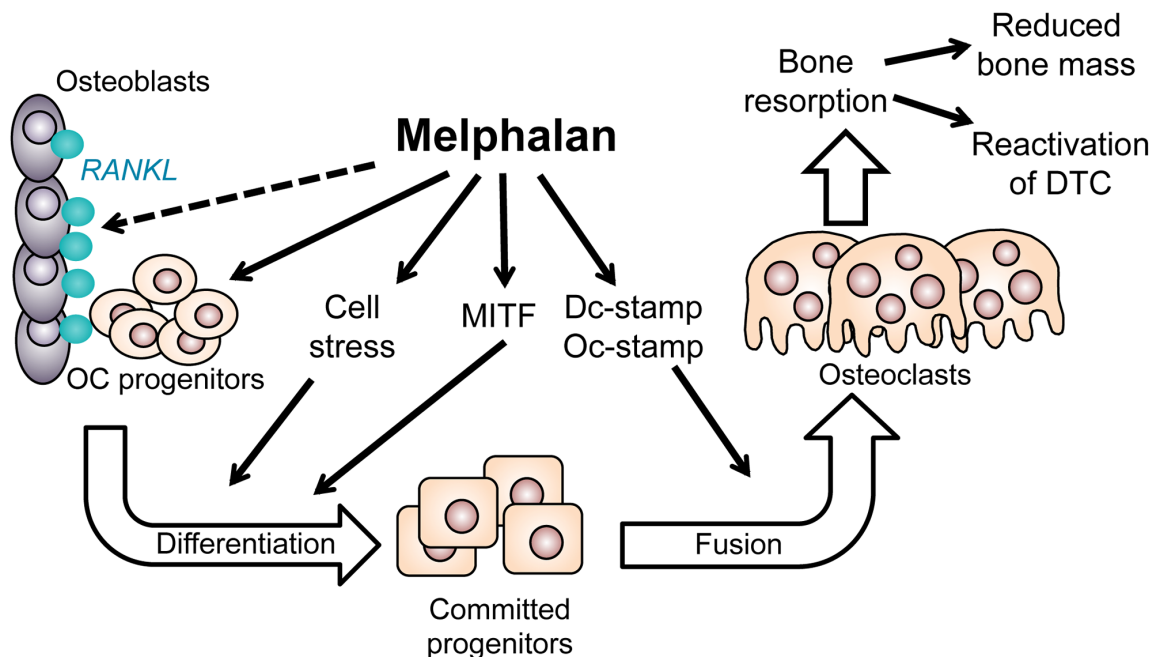 Osteoblasts
RANKL
Melphalan
Bone
resorption
Reduced
bone mass
Reactivation
of DTC
OC progenitors
Cell
stress
MITF
Dc-stamp
Oc-stamp
Osteoclasts
Differentiation
Committed
progenitors
Fusion